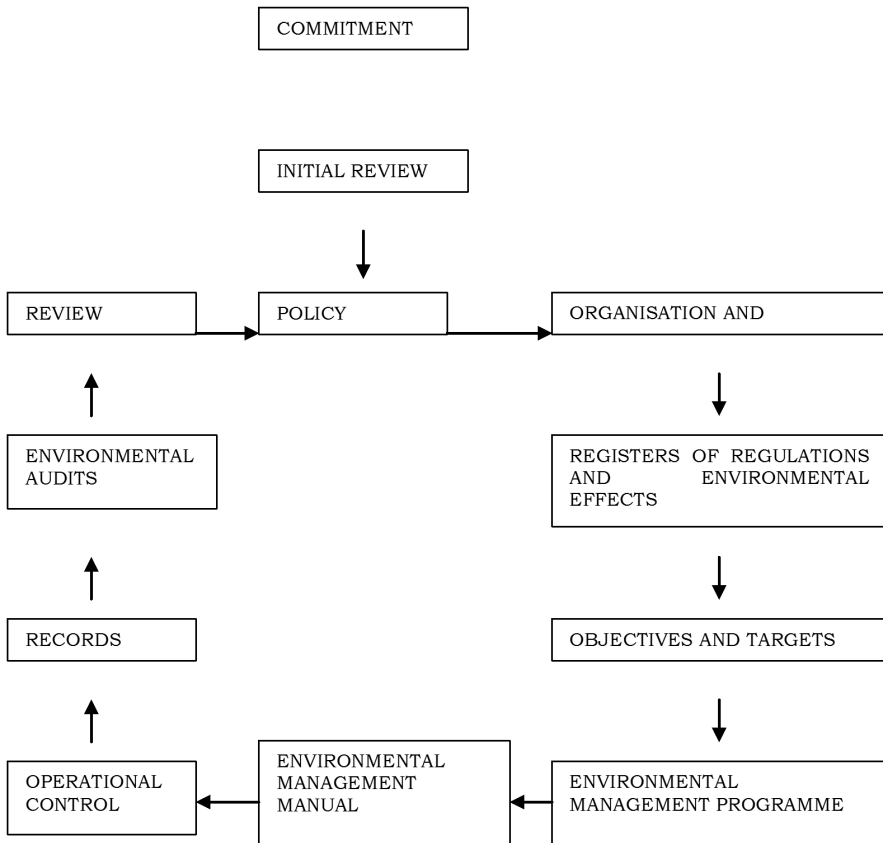 COMMITMENT
INITIAL REVIEW
REVIEW
POLICY
ORGANISATION AND
ENVIRONMENTAL
AUDITS
REGISTERS OF REGULATIONS
AND ENVIRONMENTAL
EFFECTS
RECORDS
OBJECTIVES AND TARGETS
OPERATIONAL
CONTROL
ENVIRONMENTAL
MANAGEMENT
MANUAL
ENVIRONMENTAL
MANAGEMENT PROGRAMME